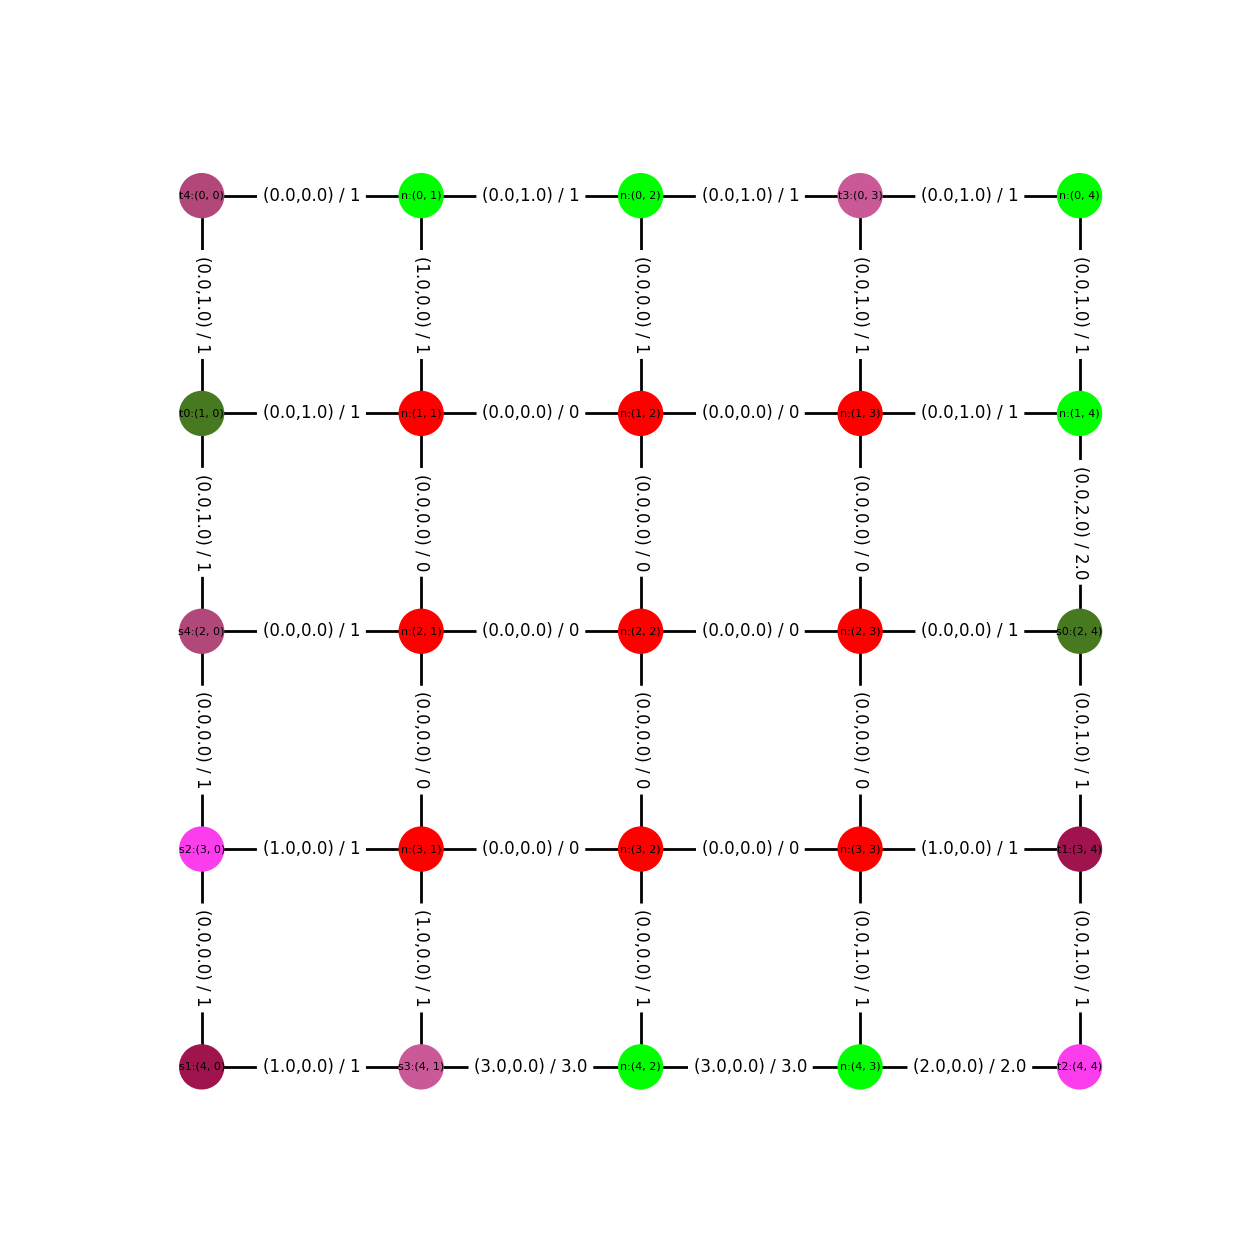 t4:(0, 0) (0.0,0.0) / 1 n:(0, 1) (0.0,1.0) / 1 n:(0, 2) (0.0,1.0) / 1 t3:(0, 3) (0.0,1.0) / 1 n:(0, 4)
(0.0,1.0) / 1 (1.0,0.0) / 1 (0.0,0.0) / 1 (0.0,1.0) / 1 (0.0,1.0) / 1
t0:(1, 0) (0.0,1.0) / 1 n:(1, 1) (0.0,0.0) / 0 n:(1, 2) (0.0,0.0) / 0 n:(1, 3) (0.0,1.0) / 1 n:(1, 4)
(0.0,1.0) / 1 (0.0,0.0) / 0 (0.0,0.0) / 0 (0.0,0.0) / 0 (0.0,2.0) / 2.0
s4:(2, 0) (0.0,0.0) / 1 n:(2, 1) (0.0,0.0) / 0 n:(2, 2) (0.0,0.0) / 0 n:(2, 3) (0.0,0.0) / 1 s0:(2, 4)
(0.0,0.0) / 1 (0.0,0.0) / 0 (0.0,0.0) / 0 (0.0,0.0) / 0 (0.0,1.0) / 1
s2:(3, 0) (1.0,0.0) / 1 n:(3, 1) (0.0,0.0) / 0 n:(3, 2) (0.0,0.0) / 0 n:(3, 3) (1.0,0.0) / 1 t1:(3, 4)
(0.0,0.0) / 1 (1.0,0.0) / 1 (0.0,0.0) / 1 (0.0,1.0) / 1 (0.0,1.0) / 1
s1:(4, 0) (1.0,0.0) / 1 s3:(4, 1) (3.0,0.0) / 3.0 n:(4, 2) (3.0,0.0) / 3.0 n:(4, 3) (2.0,0.0) / 2.0 t2:(4, 4)